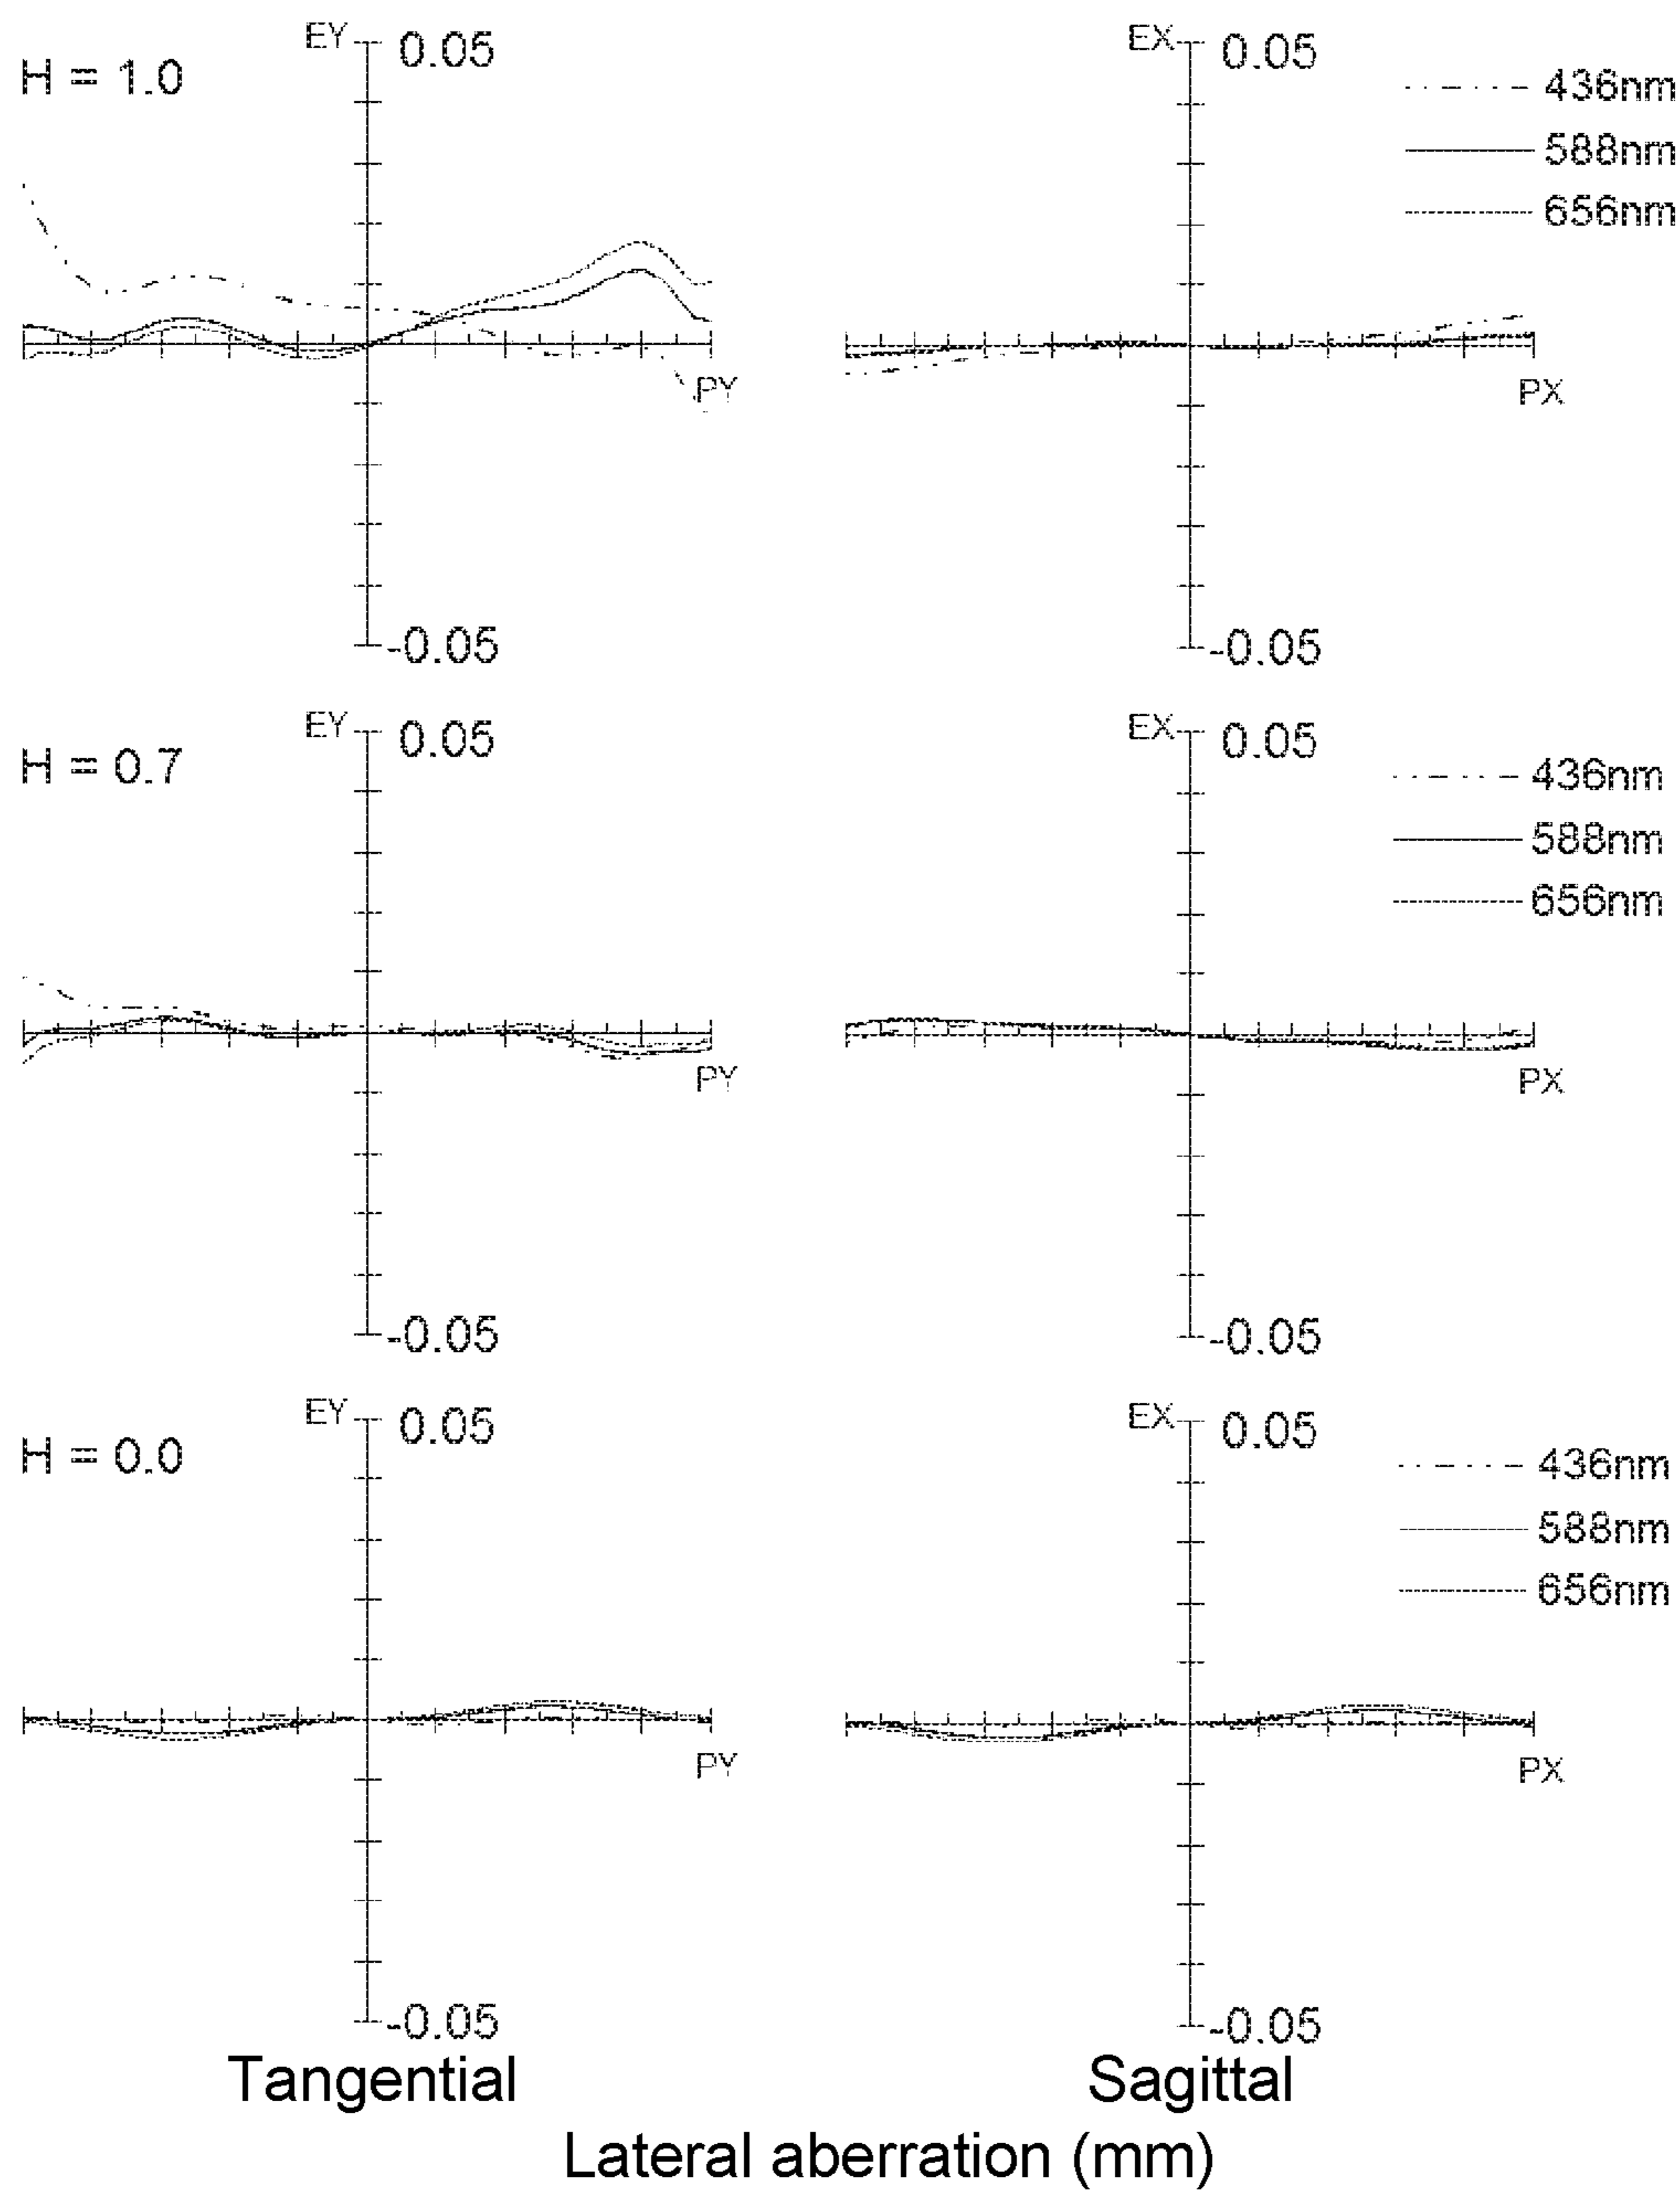 EY 0.05 EX 0.05
H = 1.0 436nm
588nm
656nm
PY PX
-0.05 -0.05
EY 0.05 EX 0.05
H = 0.7 436nm
588nm
656nm
PY PX
-0.05 -0.05
EY 0.05 EX 0.05
H = 0.0 436nm
588nm
656nm
PY PX
-0.05 -0.05
Tangential Sagittal
Lateral aberration (mm)